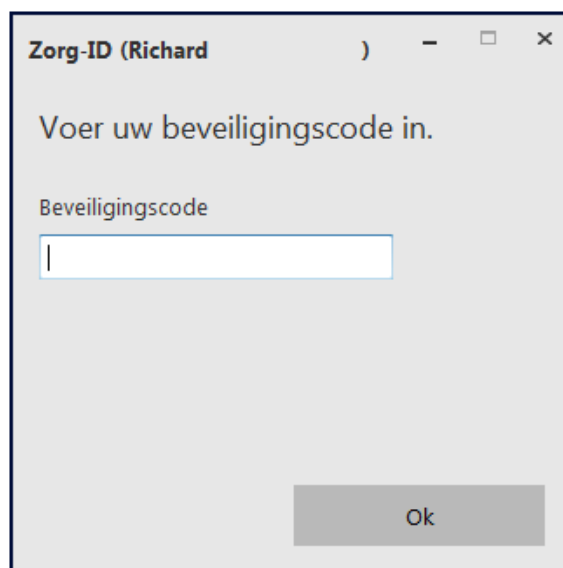 Zorg-ID (Richard )
Voer uw beveiligingscode in.
Beveiligingscode
Ok